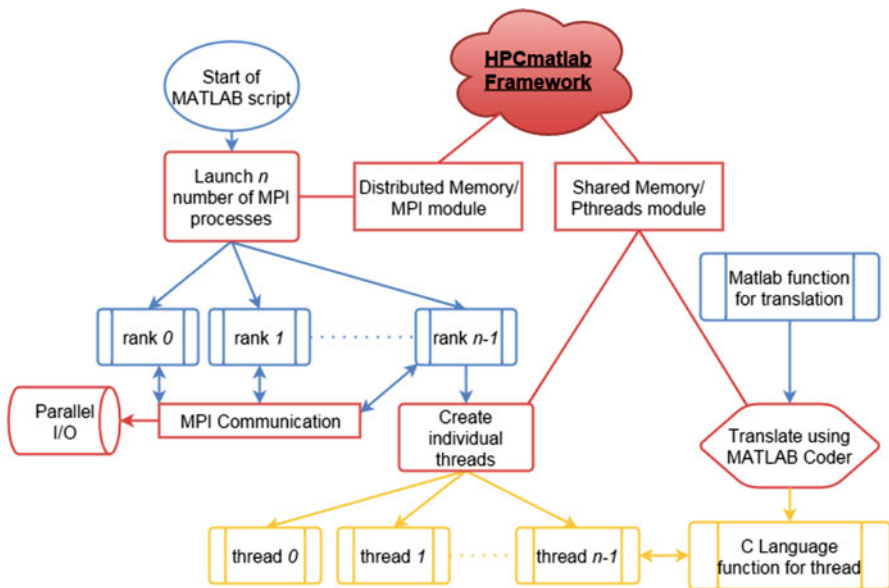 HPCmatlab
Framework
Start of
MATLAB script
Launch n
number of MPI
processes
Distributed Memory/
MPI module
Shared Memory/
Pthreads module
Matlab function
for translation
rank 0
rank 1
rank n-1
Parallel
I/O
MPI Communication
Create
individual
threads
Translate using
MATLAB Coder
thread 0
thread 1
thread n-1
C Language
function for thread